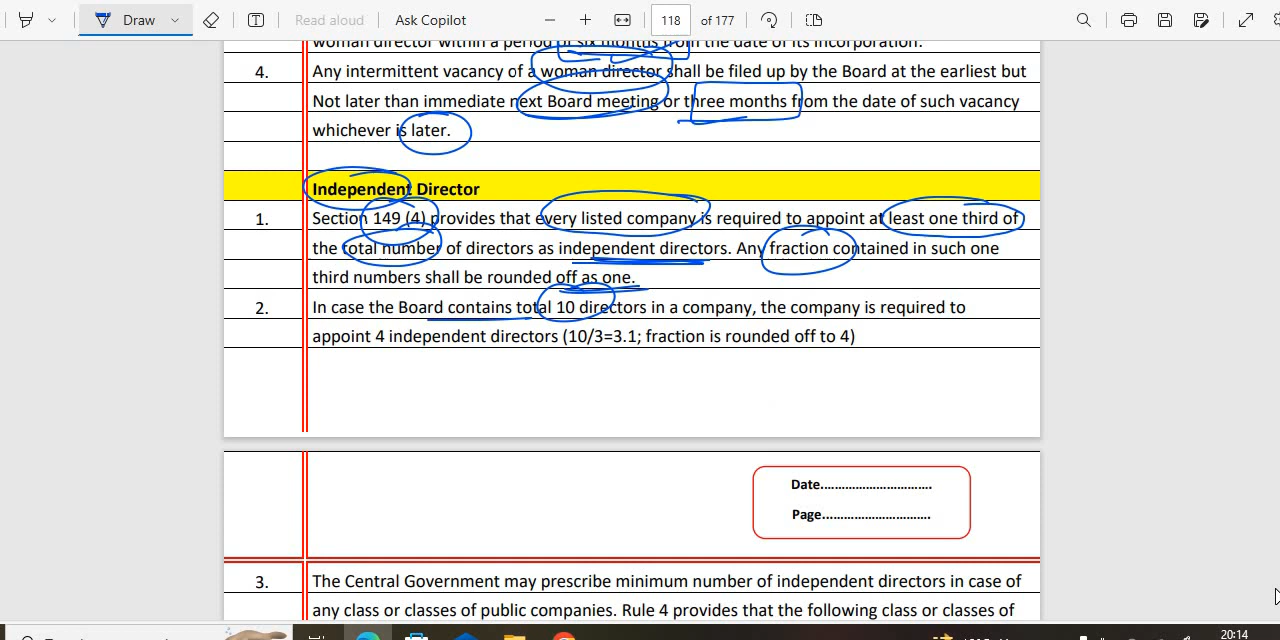 Draw
Read aloud
Ask Copilot
118
of 177
woman director within a period of six months from the date of its incorporation.
4. Any intermittent vacancy of a woman director shall be filed up by the Board at the earliest but
Not later than immediate next Board meeting or three months from the date of such vacancy
whichever is later.
Independent Director
1. Section 149 (4) provides that every listed company is required to appoint at least one third of
the total number of directors as independent directors. Any fraction contained in such one
third numbers shall be rounded off as one.
2. In case the Board contains total 10 directors in a company, the company is required to
appoint 4 independent directors (10/3=3.1; fraction is rounded off to 4)
Date................................
Page................................
3. The Central Government may prescribe minimum number of independent directors in case of
any class or classes of public companies. Rule 4 provides that the following class or classes of
20:14